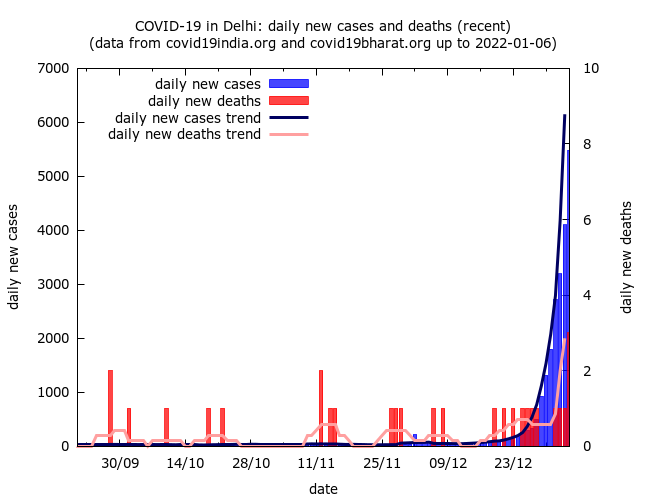 COVID-19 in Delhi: daily new cases and deaths (recent)
(data from covid19india.org and covid19bharat.org up to 2022-01-06)
daily new cases
daily new deaths
daily new cases trend
daily new deaths trend
7000
6000
5000
4000
3000
2000
1000
0
daily new cases
10
8
6
4
2
0
daily new deaths
30/09 14/10 28/10 11/11 25/11 09/12 23/12
date